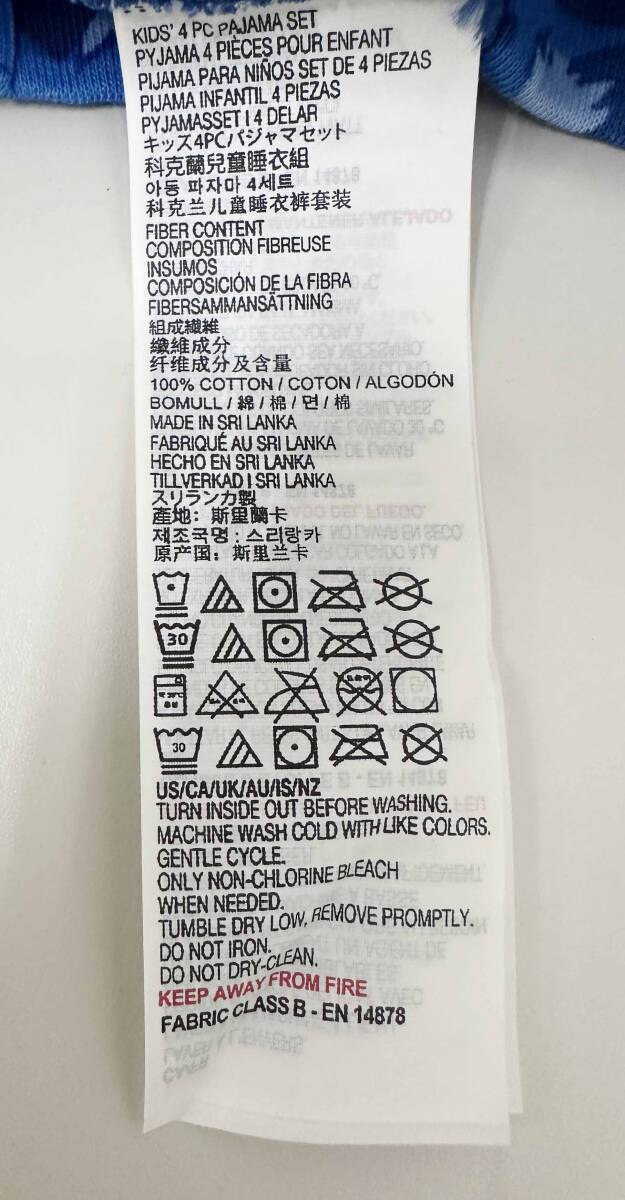 KIDS' 4 PC PAJAMA SET
PYJAMA 4 PIÈCES POUR ENFANT
PIJAMA PARA NIÑOS SET DE 4 PIEZAS
PIJAMA INFANTIL 4 PIEZAS
PYJAMASSET I 4 DELAR
キッズ4PCパジャマセット
科克蘭兒童睡衣組
아동 파자마 4세트
科克兰儿童睡衣裤套装
FIBER CONTENT
COMPOSITION FIBREUSE
INSUMOS
COMPOSICIÓN DE LA FIBRA
FIBERSAMMANSÄTTNING
組成繊維
纖維成分
纤维成分及含量
100% COTTON / COTON / ALGODÓN
BOMULL / 綿 / 棉 / 면 / 棉
MADE IN SRI LANKA
FABRIQUÉ AU SRI LANKA
HECHO EN SRI LANKA
TILLVERKAD I SRI LANKA
スリランカ製
產地: 斯里蘭卡
제조국명 : 스리랑카
原产国: 斯里兰卡
30
30
US/CA/UK/AU/IS/NZ
TURN INSIDE OUT BEFORE WASHING.
MACHINE WASH COLD WITH LIKE COLORS.
GENTLE CYCLE.
ONLY NON-CHLORINE BLEACH
WHEN NEEDED.
TUMBLE DRY LOW, REMOVE PROMPTLY.
DO NOT IRON.
DO NOT DRY-CLEAN.
KEEP AWAY FROM FIRE
FABRIC CLASS B - EN 14878